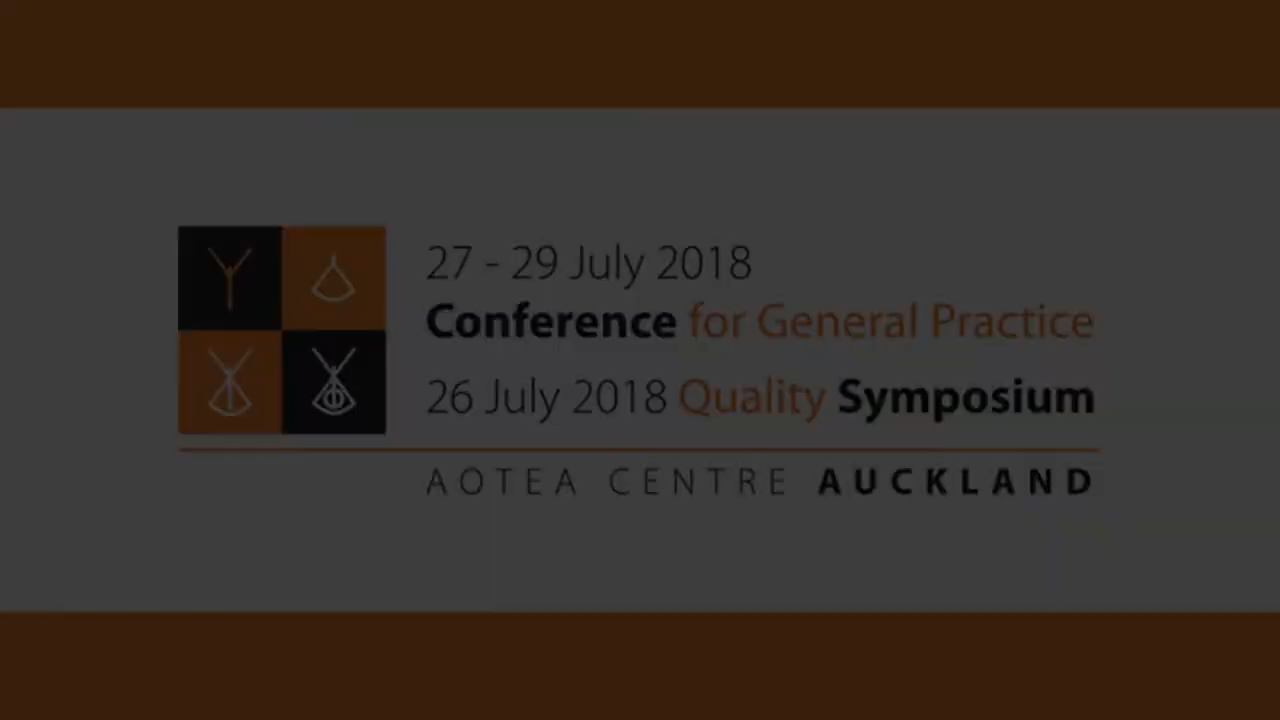 27 - 29 July 2018
Conference for General Practice
26 July 2018 Quality Symposium
AOTEA CENTRE AUCKLAND